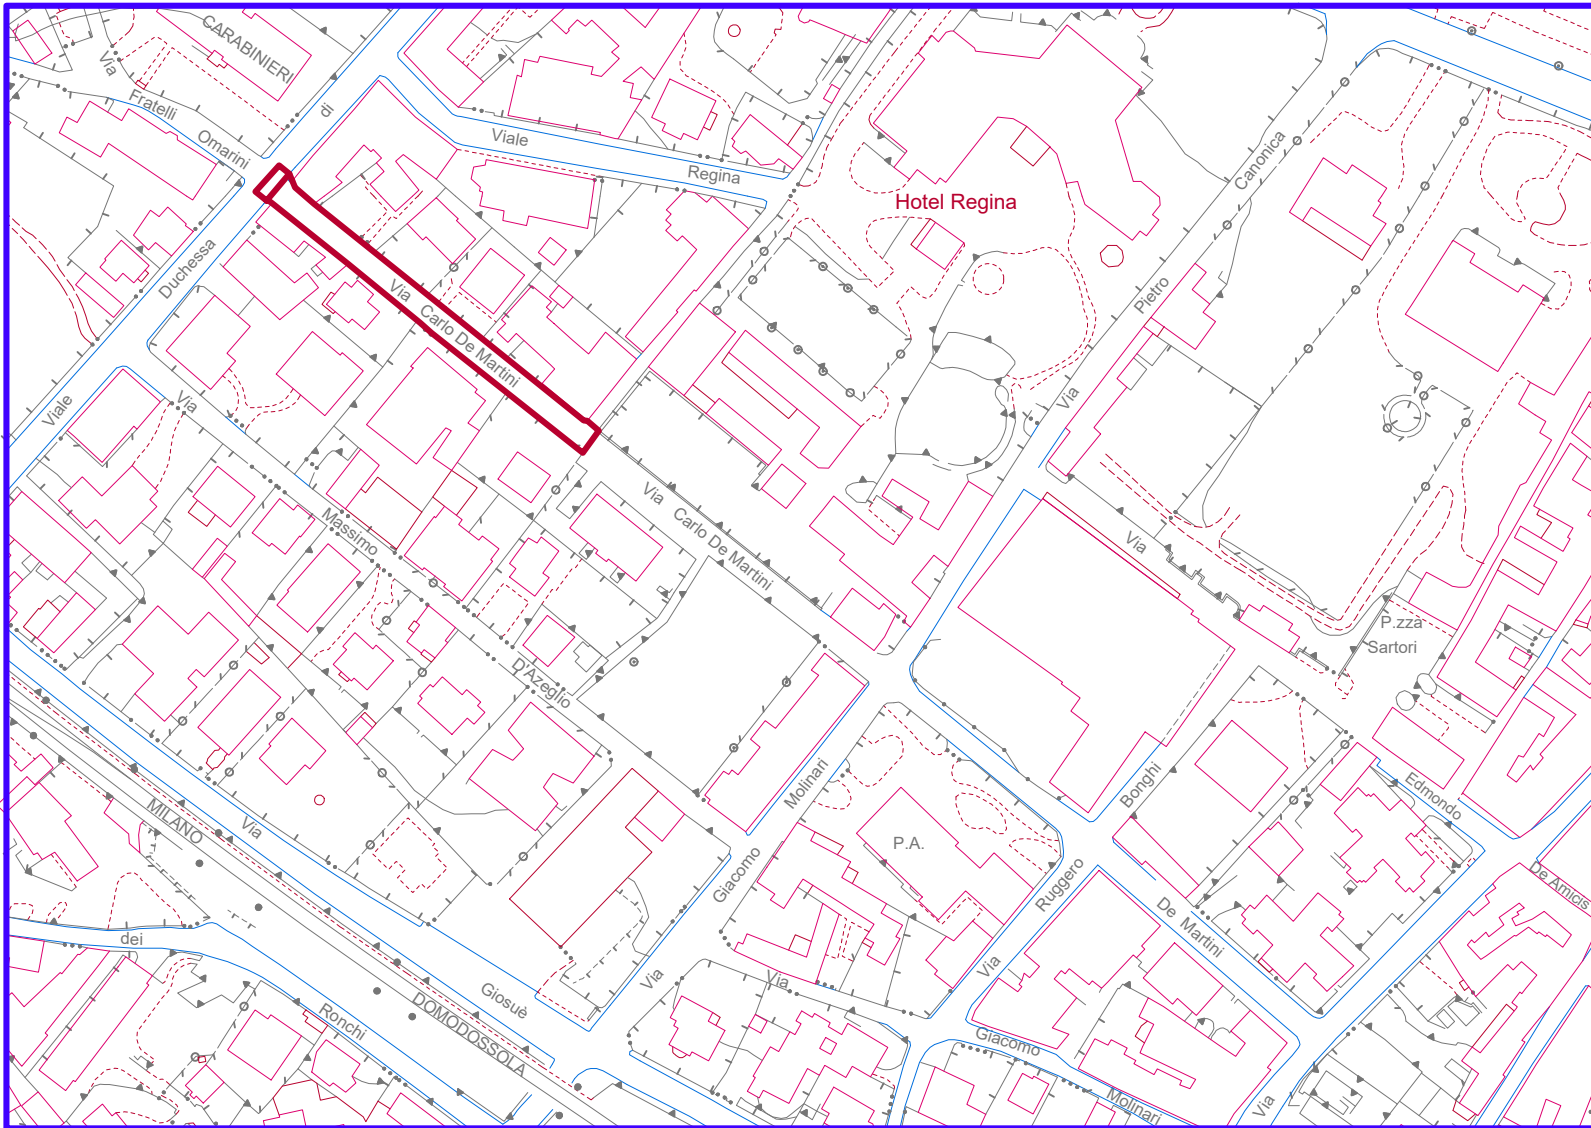 CARABINIERI
Via
Fratelli
Omarini
di
Viale
Regina
Hotel Regina
Canonica
Pietro
Via
Duchessa
Viale
Via
Carlo De Martini
Via
Massimo
D'Azeglio
Via
Carlo De Martini
Via
P.zza
Sartori
Molinari
Giacomo
Via
P.A.
Bonghi
Ruggero
Via
Edmondo
De Amicis
De Martini
MILANO
DOMODOSSOLA
Via
Giosuè
dei
Ronchi
Via
Giacomo
Molinari
Via